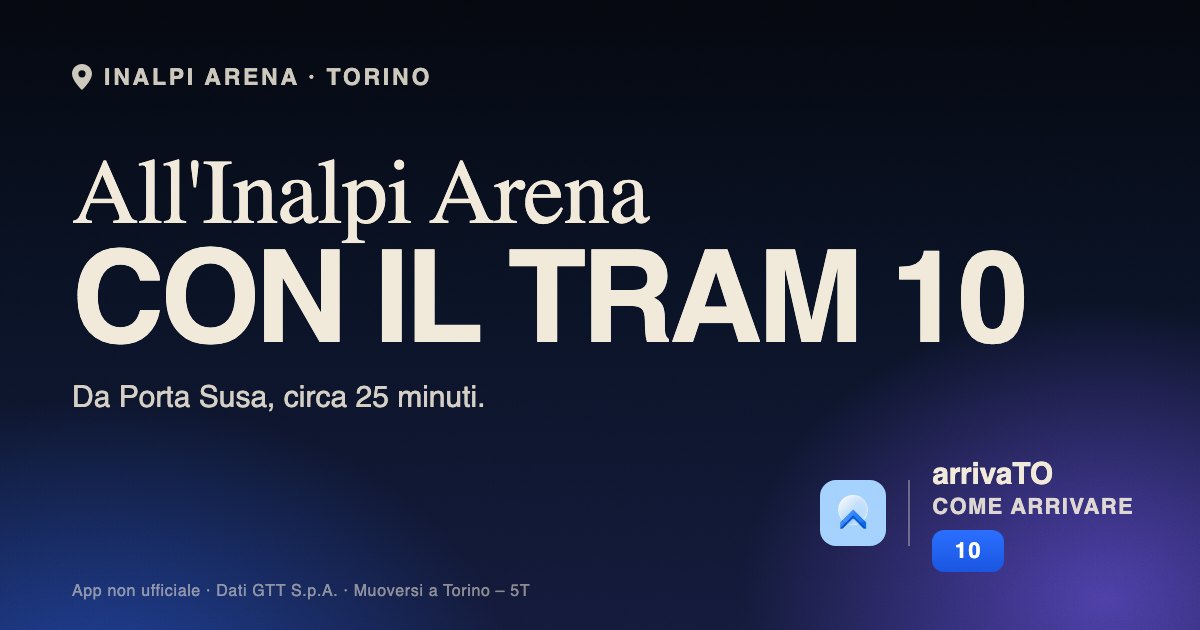 INALPI ARENA · TORINO
All'Inalpi Arena
CON IL TRAM 10
Da Porta Susa, circa 25 minuti.
arrivaTO
COME ARRIVARE
10
App non ufficiale · Dati GTT S.p.A. · Muoversi a Torino – 5T